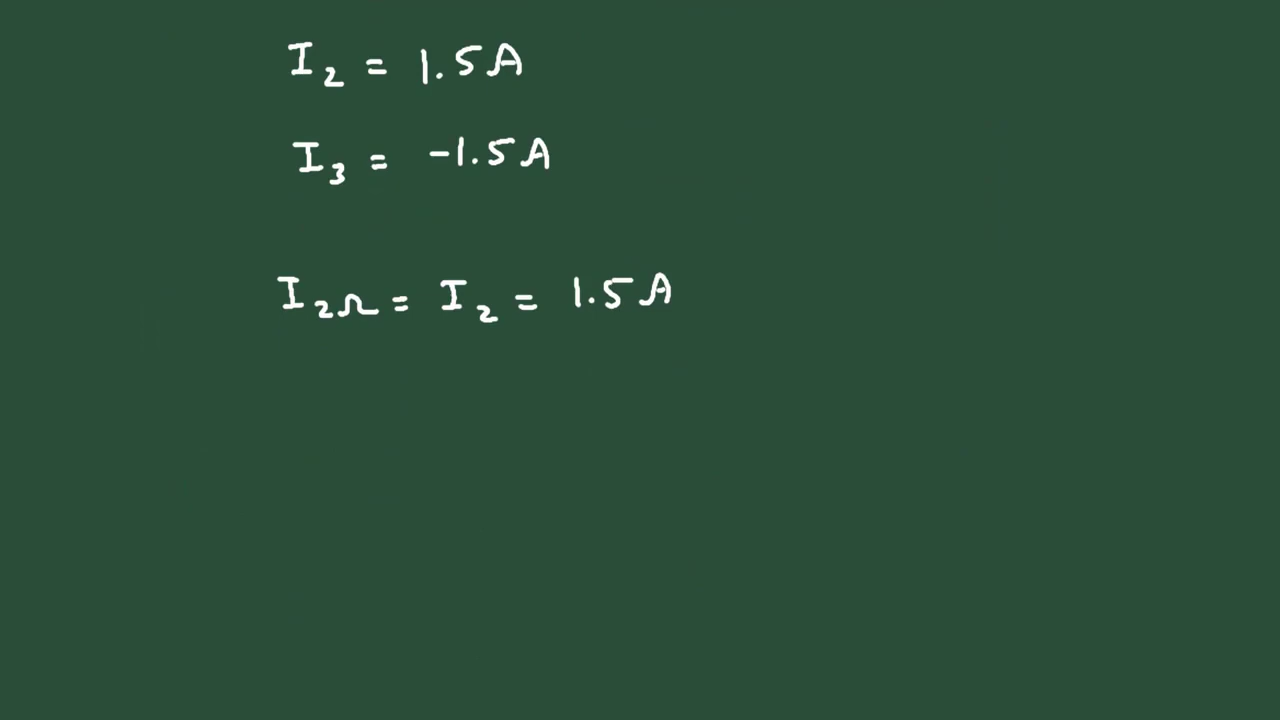 I₂ = 1.5A
I₃ = -1.5A
I₂Ω = I₂ = 1.5A